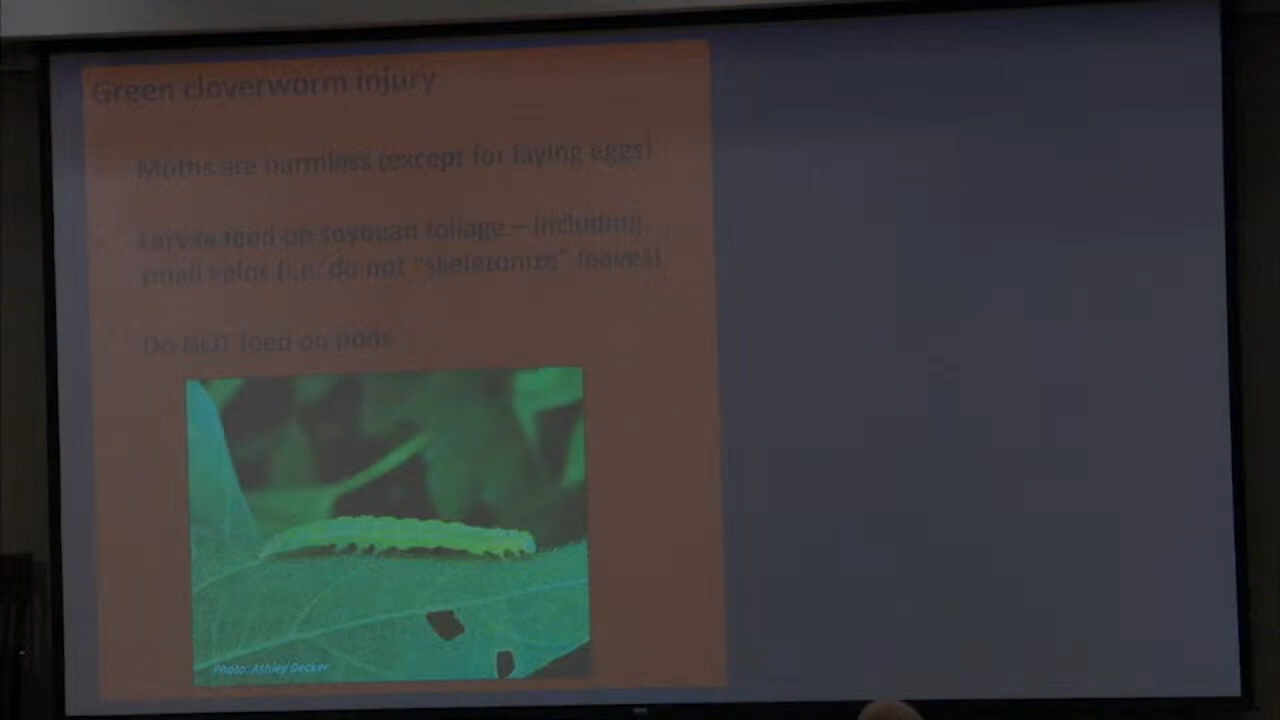 Green cloverworm injury
Moths are harmless (except for laying eggs)
Larvae feed on soybean foliage – including
small veins (i.e. do not "skeletonize" leaves)
Do NOT feed on pods
Photo: Ashley Decker